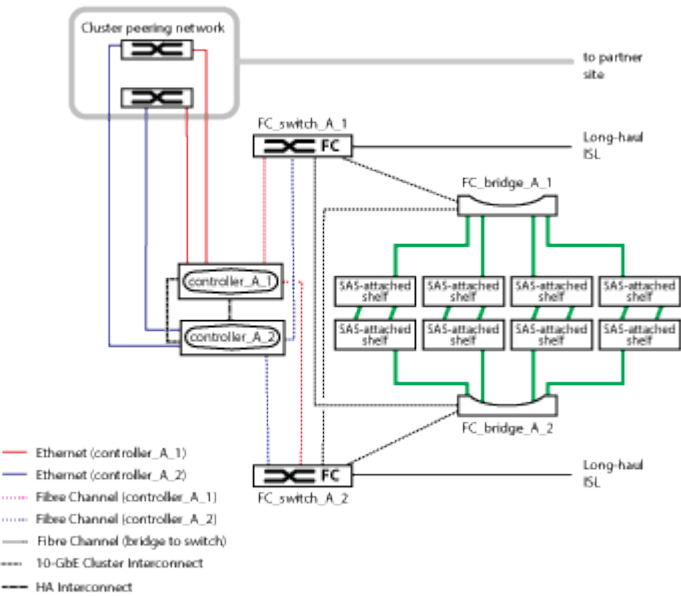 Cluster peering network
to partner
site
FC_switch_A_1
FC
Long-haul
ISL
FC_bridge_A_1
controller_A_1
SAS-attached
shelf
SAS-attached
shelf
SAS-attached
shelf
SAS-attached
shelf
controller_A_2
SAS-attached
shelf
SAS-attached
shelf
SAS-attached
shelf
SAS-attached
shelf
FC_bridge_A_2
FC
FC_switch_A_2
Long-haul
ISL
Ethernet (controller_A_1)
Ethernet (controller_A_2)
Fibre Channel (controller_A_1)
Fibre Channel (controller_A_2)
Fibre Channel (bridge to switch)
10-GbE Cluster Interconnect
HA Interconnect